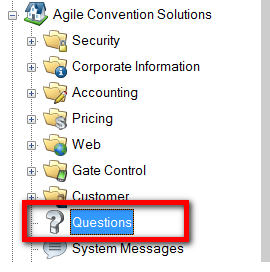 Agile Convention Solutions
Security
Corporate Information
Accounting
Pricing
Web
Gate Control
Customer
Questions
System Messages